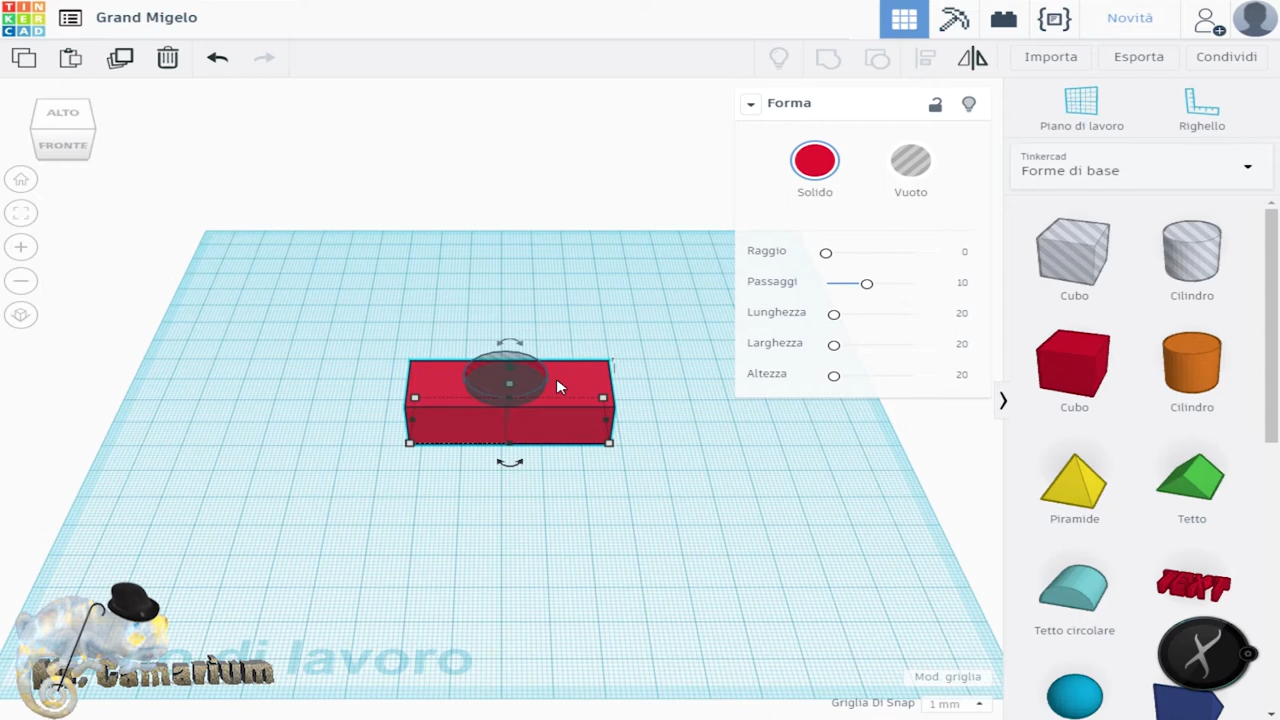 TIN
KER
CAD
Grand Migelo
Novità
Importa
Esporta
Condividi
ALTO
FRONTE
Forma
Solido
Vuoto
Raggio 0
Passaggi 10
Lunghezza 20
Larghezza 20
Altezza 20
Piano di lavoro
Righello
Tinkercad
Forme di base
Cubo
Cilindro
Cubo
Cilindro
Piramide
Tetto
Tetto circolare
TEXT
di lavoro
Camarium
Mod. griglia
Griglia Di Snap 1 mm